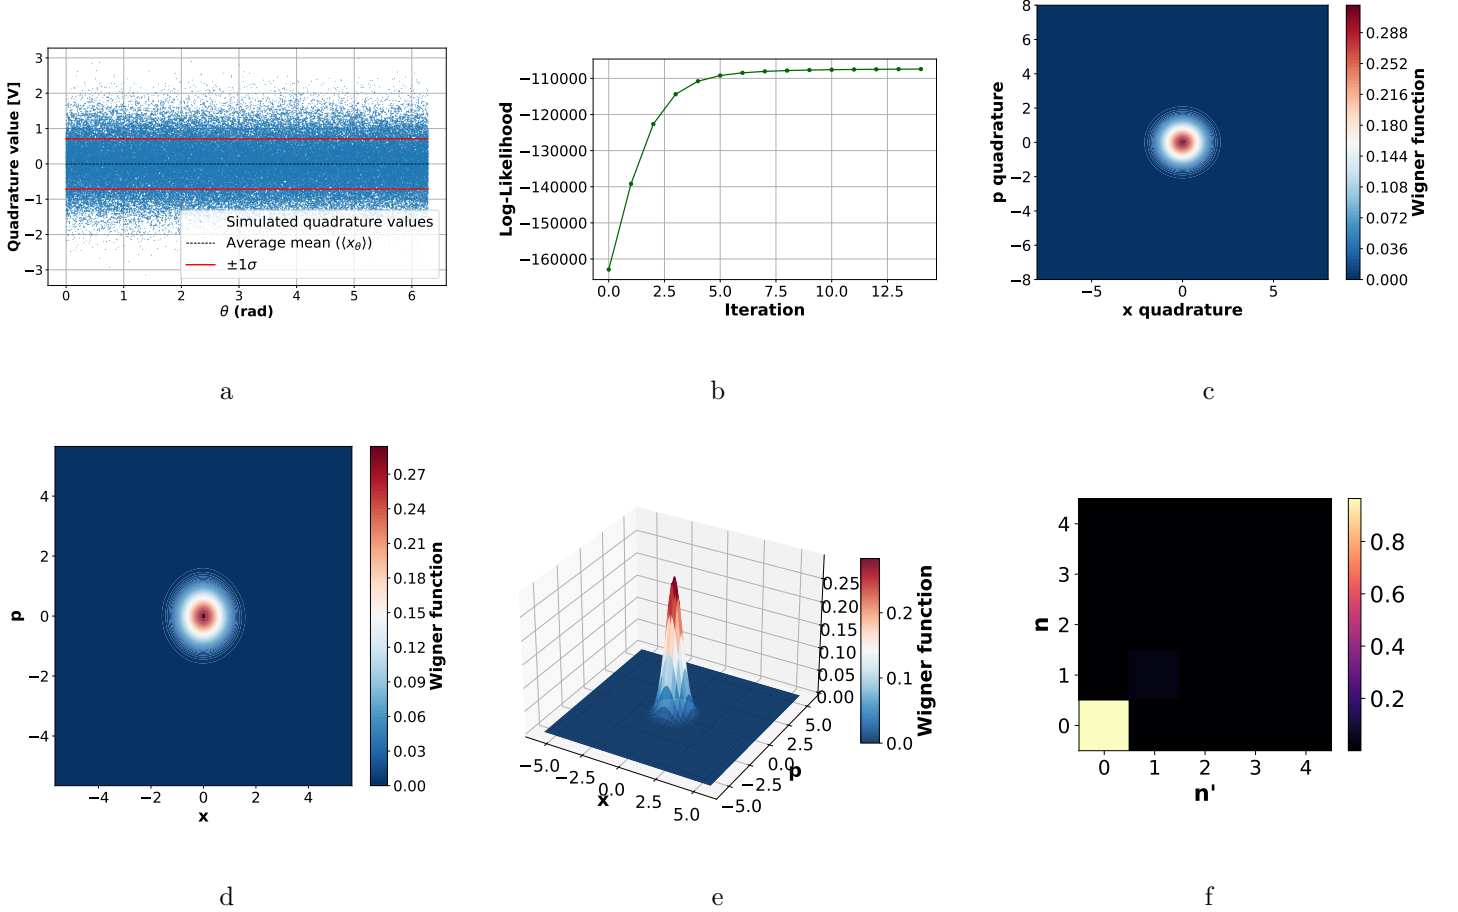 Quadrature value [V]
3
2
1
0
−1
−2
−3
Simulated quadrature values
Average mean (⟨xθ⟩)
±1σ
0 1 2 3 4 5 6
θ (rad)
a
Log-Likelihood
−110000
−120000
−130000
−140000
−150000
−160000
0.0 2.5 5.0 7.5 10.0 12.5
Iteration
b
p quadrature
8
6
4
2
0
−2
−4
−6
−8
−5 0 5
x quadrature
0.288
0.252
0.216
0.180
0.144
0.108
0.072
0.036
0.000
Wigner function
c
p
4
2
0
−2
−4
−4 −2 0 2 4
x
0.27
0.24
0.21
0.18
0.15
0.12
0.09
0.06
0.03
0.00
Wigner function
d
−5.0
−2.5
0.0
2.5
5.0
x
−5.0
−2.5
0.0
2.5
5.0
p
0.25
0.20
0.15
0.10
0.05
0.00
0.2
0.1
0.0
Wigner function
e
n
4
3
2
1
0
0 1 2 3 4
n'
0.8
0.6
0.4
0.2
f